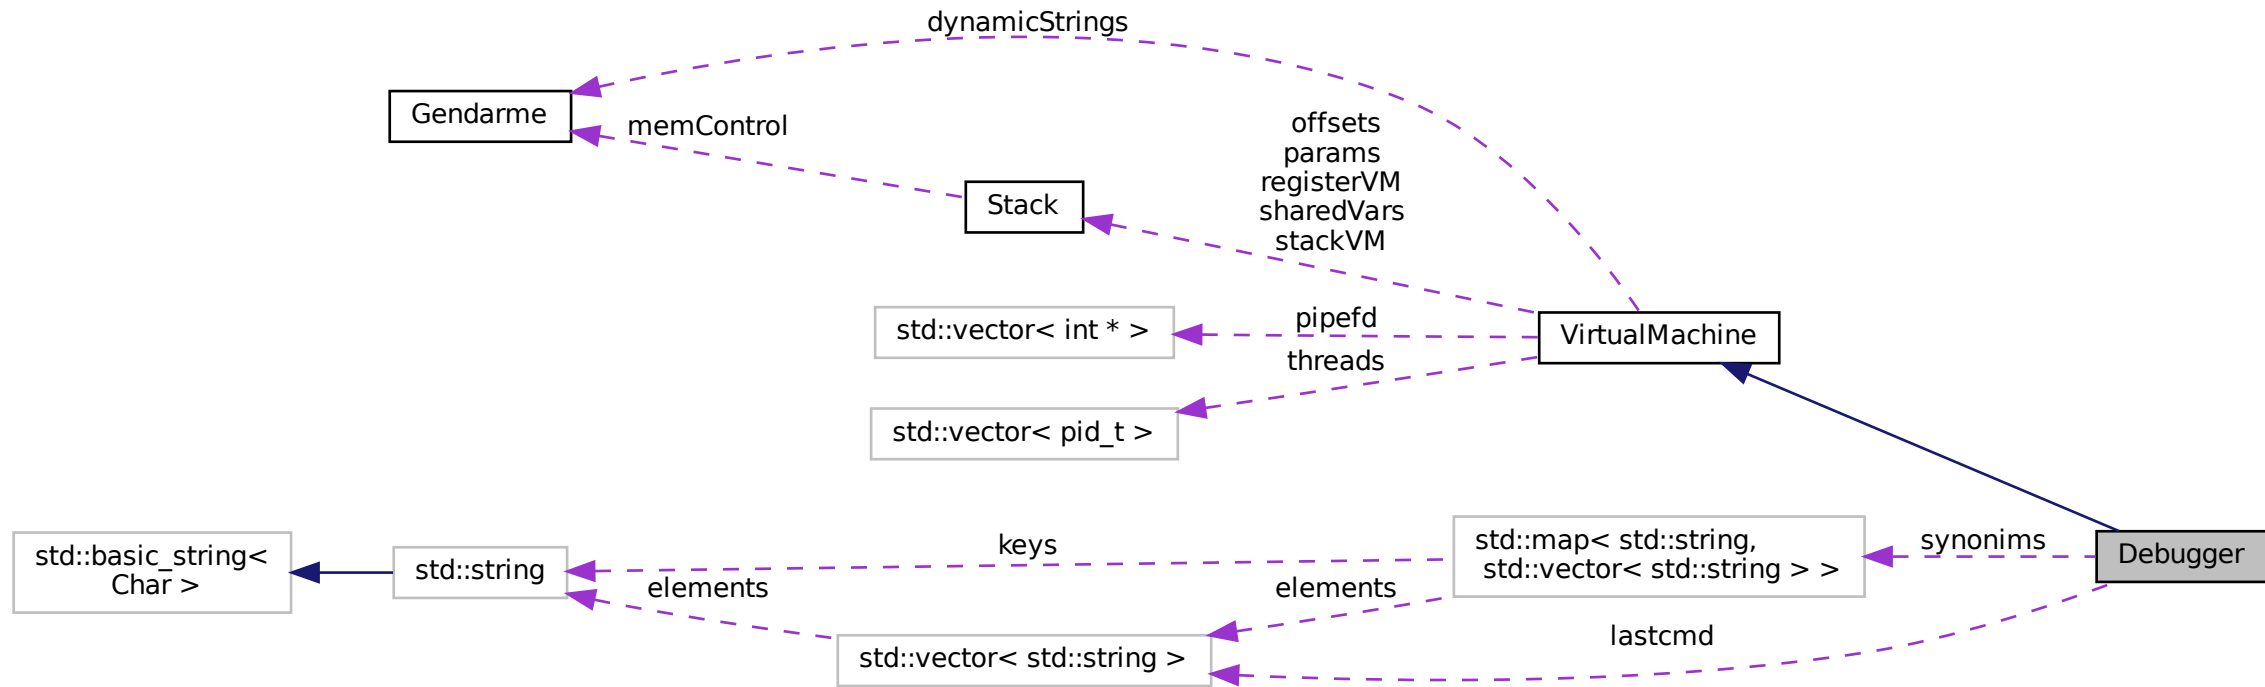 dynamicStrings
Gendarme
memControl
offsets
params
registerVM
sharedVars
stackVM
Stack
std::vector< int * >
pipefd
threads
VirtualMachine
std::vector< pid_t >
std::basic_string<
Char >
std::string
keys
elements
elements
std::map< std::string,
std::vector< std::string > >
synonims
Debugger
std::vector< std::string >
lastcmd